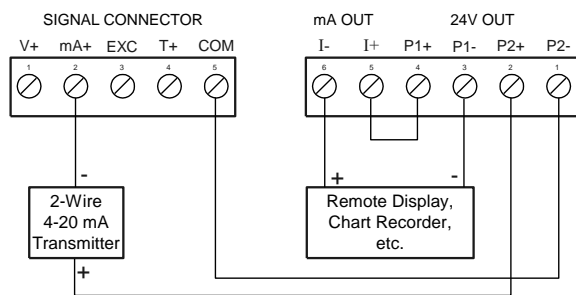 SIGNAL CONNECTOR
mA OUT 24V OUT
V+ mA+ EXC T+ COM
I- I+ P1+ P1- P2+ P2-
1 2 3 4 5
6 5 4 3 2 1
-
2-Wire
4-20 mA
Transmitter
+
+ -
Remote Display,
Chart Recorder,
etc.